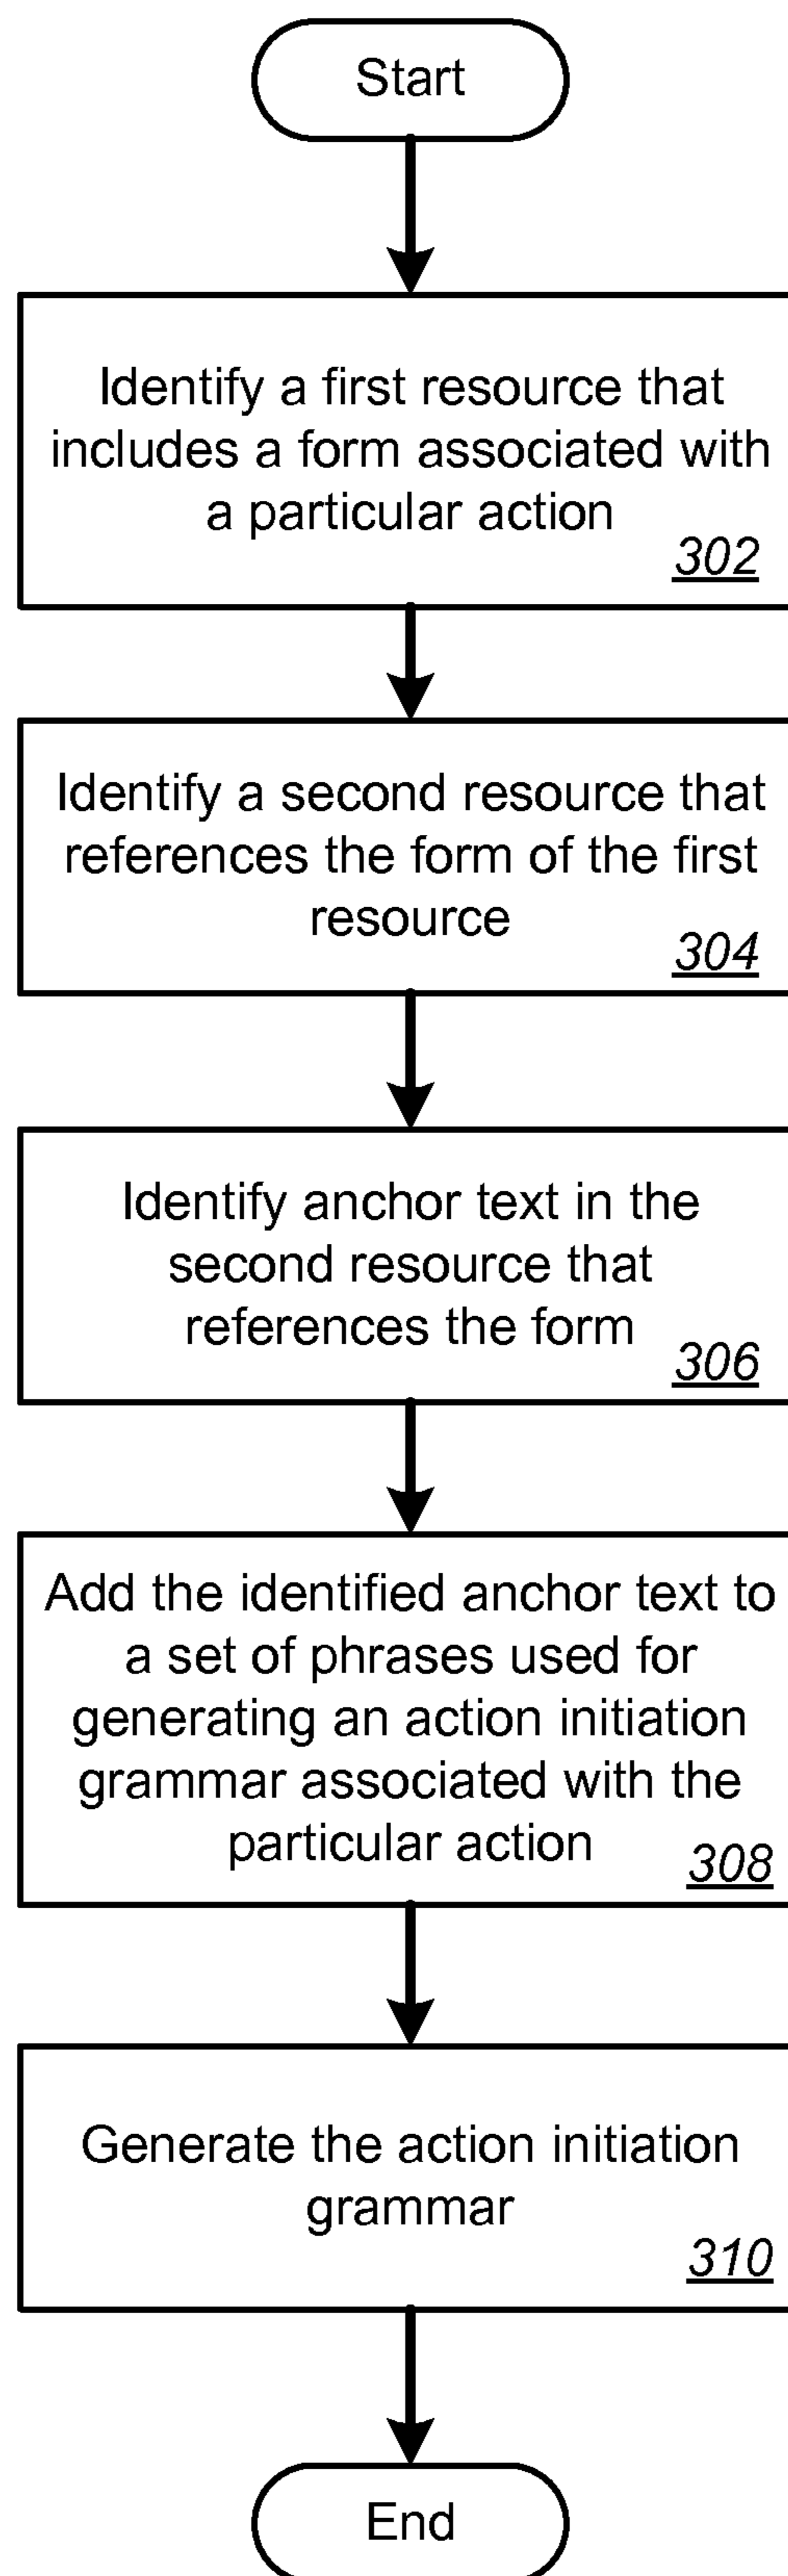 Start
Identify a first resource that
includes a form associated with
a particular action
302
Identify a second resource that
references the form of the first
resource
304
Identify anchor text in the
second resource that
references the form
306
Add the identified anchor text to
a set of phrases used for
generating an action initiation
grammar associated with the
particular action
308
Generate the action initiation
grammar
310
End